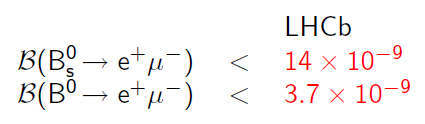 LHCb
ℬ(B⁰ₛ → e⁺μ⁻) < 14 × 10⁻⁹
ℬ(B⁰ → e⁺μ⁻) < 3.7 × 10⁻⁹